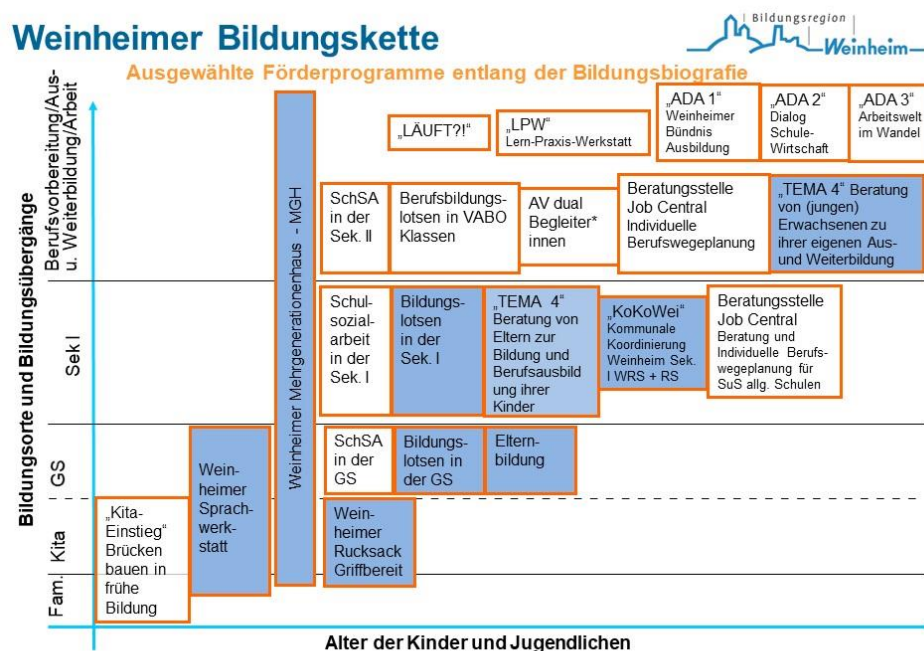 Weinheimer Bildungskette
Bildungsregion
Weinheim
Ausgewählte Förderprogramme entlang der Bildungsbiografie
Bildungsorte und Bildungsübergänge
Berufsvorbereitung/Aus-
u. Weiterbildung/Arbeit
„LÄUFT?!“
„LPW“
Lern-Praxis-Werkstatt
„ADA 1“
Weinheimer
Bündnis
Ausbildung
„ADA 2“
Dialog
Schule-
Wirtschaft
„ADA 3“
Arbeitswelt
im Wandel
SchSA
in der
Sek. II
Berufsbildungs-
lotsen in VABO
Klassen
AV dual
Begleiter*
innen
Beratungsstelle
Job Central
Individuelle
Berufswegeplanung
„TEMA 4“ Beratung
von (jungen)
Erwachsenen zu
ihrer eigenen Aus-
und Weiterbildung
Weinheimer Mehrgenerationenhaus - MGH
Sek I
Schul-
sozial-
arbeit
in der
Sek. I
Bildungs-
lotsen
in der
Sek. I
„TEMA 4“
Beratung von
Eltern zur
Bildung und
Berufsausbild
ung ihrer
Kinder
„KoKoWei“
Kommunale
Koordinierung
Weinheim Sek.
I WRS + RS
Beratungsstelle
Job Central
Beratung und
Individuelle Berufs-
wegeplanung für
SuS allg. Schulen
GS
Wein-
heimer
Sprach-
werk-
statt
SchSA
in der
GS
Bildungs-
lotsen in
der GS
Eltern-
bildung
Kita
„Kita-
Einstieg“
Brücken
bauen in
frühe
Bildung
Wein-
heimer
Rucksack
Griffbereit
Fam.
Alter der Kinder und Jugendlichen